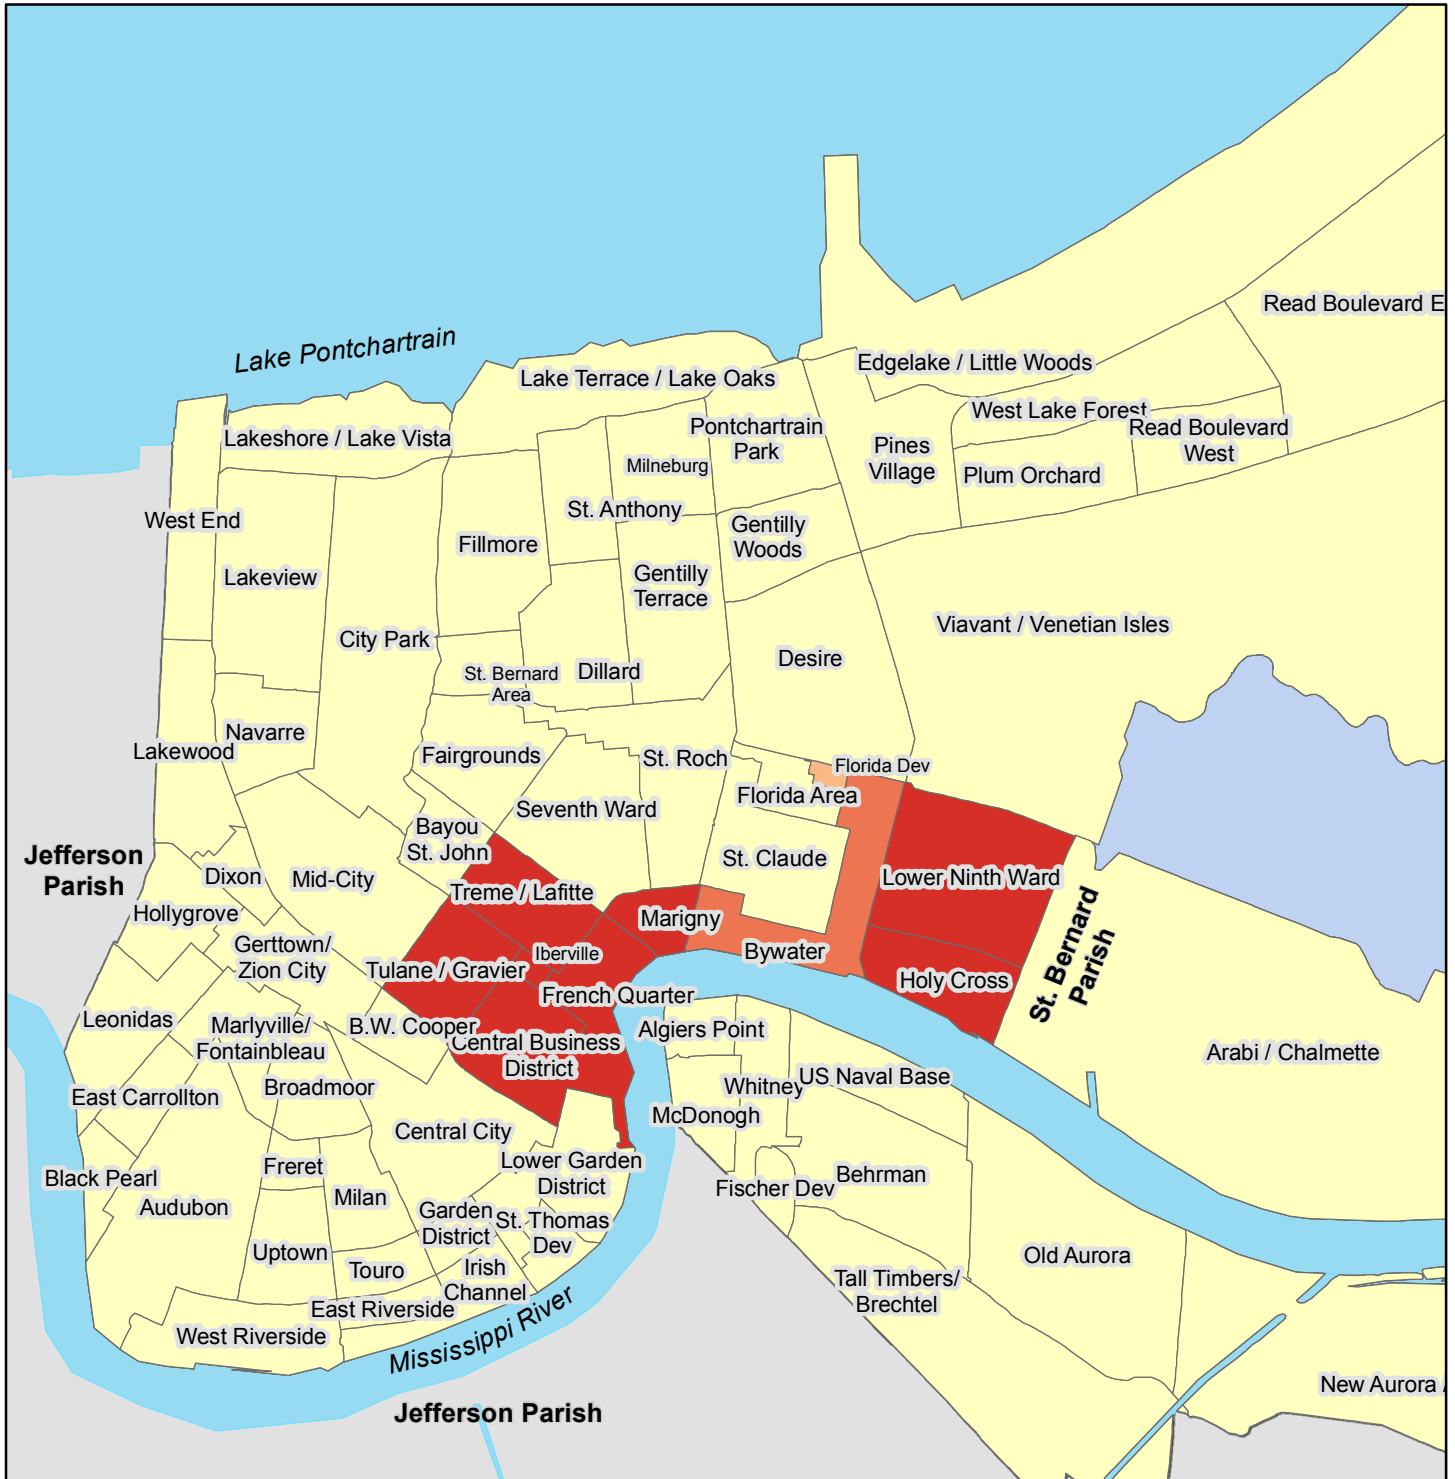 Read Boulevard E
Lake Pontchartrain
Edgelake / Little Woods
Lake Terrace / Lake Oaks
West Lake Forest
Pontchartrain
Park
Read Boulevard
West
Lakeshore / Lake Vista
Pines
Village
Milneburg
Plum Orchard
St. Anthony
West End
Gentilly
Woods
Fillmore
Lakeview
Gentilly
Terrace
Viavant / Venetian Isles
City Park
Desire
St. Bernard
Area
Dillard
Navarre
Lakewood
Fairgrounds
St. Roch
Florida Dev
Florida Area
Seventh Ward
Bayou
St. John
Jefferson
Parish
St. Claude
Dixon
Mid-City
Lower Ninth Ward
Treme / Lafitte
Hollygrove
Marigny
St. Bernard
Parish
Gerttown/
Zion City
Iberville
Bywater
Tulane / Gravier
Holy Cross
French Quarter
Leonidas
Marlyville/
Fontainbleau
B.W. Cooper
Algiers Point
Central Business
District
Arabi / Chalmette
Broadmoor
Whitney
US Naval Base
East Carrollton
McDonogh
Central City
Freret
Lower Garden
District
Black Pearl
Behrman
Fischer Dev
Milan
Audubon
Garden
District
St. Thomas
Dev
Uptown
Old Aurora
Touro
Irish
Channel
Tall Timbers/
Brechtel
East Riverside
West Riverside
Mississippi River
New Aurora
Jefferson Parish